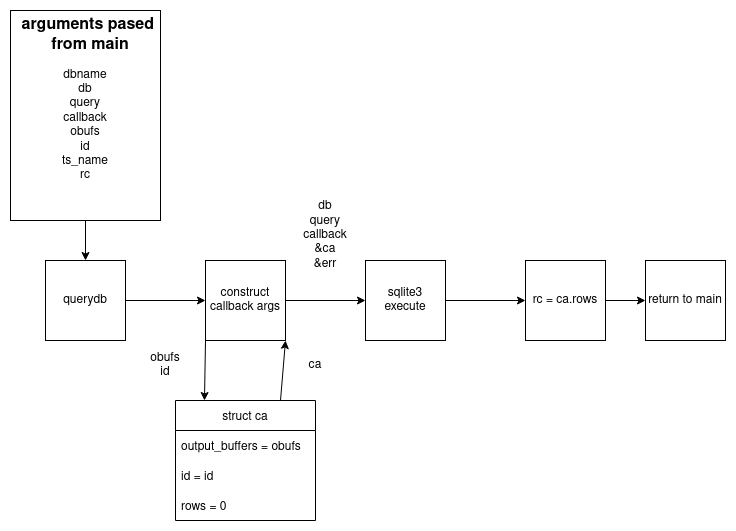 arguments pased
from main
dbname
db
query
callback
obufs
id
ts_name
rc
db
query
callback
&ca
&err
querydb
construct
callback args
sqlite3
execute
rc = ca.rows
return to main
obufs
id
ca
struct ca
output_buffers = obufs
id = id
rows = 0